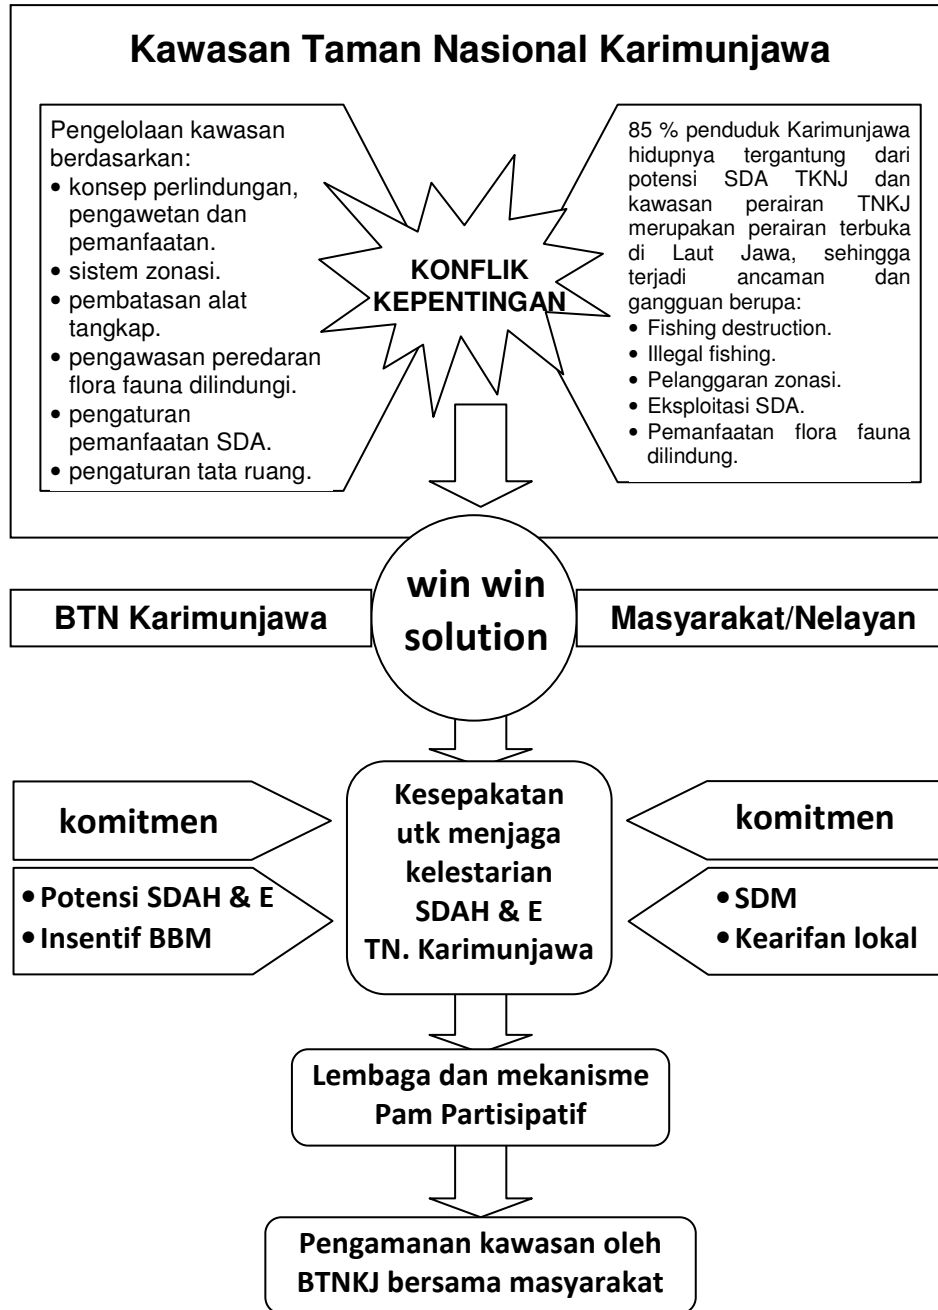 Kawasan Taman Nasional Karimunjawa
Pengelolaan kawasan
berdasarkan:
• konsep perlindungan,
pengawetan dan
pemanfaatan.
• sistem zonasi.
• pembatasan alat
tangkap.
• pengawasan peredaran
flora fauna dilindungi.
• pengaturan
pemanfaatan SDA.
• pengaturan tata ruang.
KONFLIK
KEPENTINGAN
85 % penduduk Karimunjawa
hidupnya tergantung dari
potensi SDA TKNJ dan
kawasan perairan TNKJ
merupakan perairan terbuka
di Laut Jawa, sehingga
terjadi ancaman dan
gangguan berupa:
• Fishing destruction.
• Illegal fishing.
• Pelanggaran zonasi.
• Eksploitasi SDA.
• Pemanfaatan flora fauna
dilindung.
BTN Karimunjawa
win win
solution
Masyarakat/Nelayan
komitmen
• Potensi SDAH & E
• Insentif BBM
Kesepakatan
utk menjaga
kelestarian
SDAH & E
TN. Karimunjawa
komitmen
• SDM
• Kearifan lokal
Lembaga dan mekanisme
Pam Partisipatif
Pengamanan kawasan oleh
BTNKJ bersama masyarakat